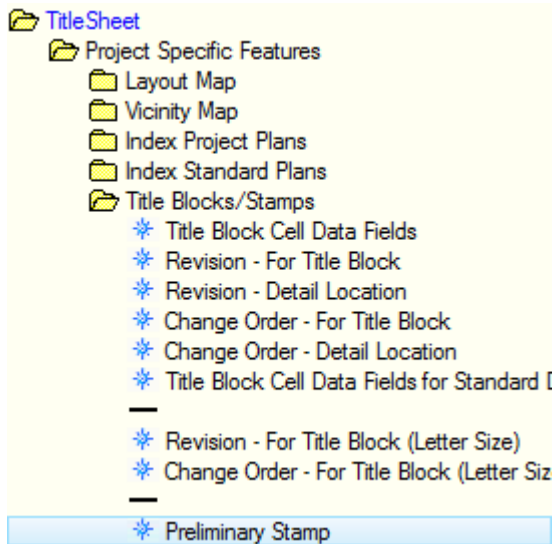 TitleSheet
Project Specific Features
Layout Map
Vicinity Map
Index Project Plans
Index Standard Plans
Title Blocks/Stamps
Title Block Cell Data Fields
Revision - For Title Block
Revision - Detail Location
Change Order - For Title Block
Change Order - Detail Location
Title Block Cell Data Fields for Standard
Revision - For Title Block (Letter Size)
Change Order - For Title Block (Letter
Preliminary Stamp